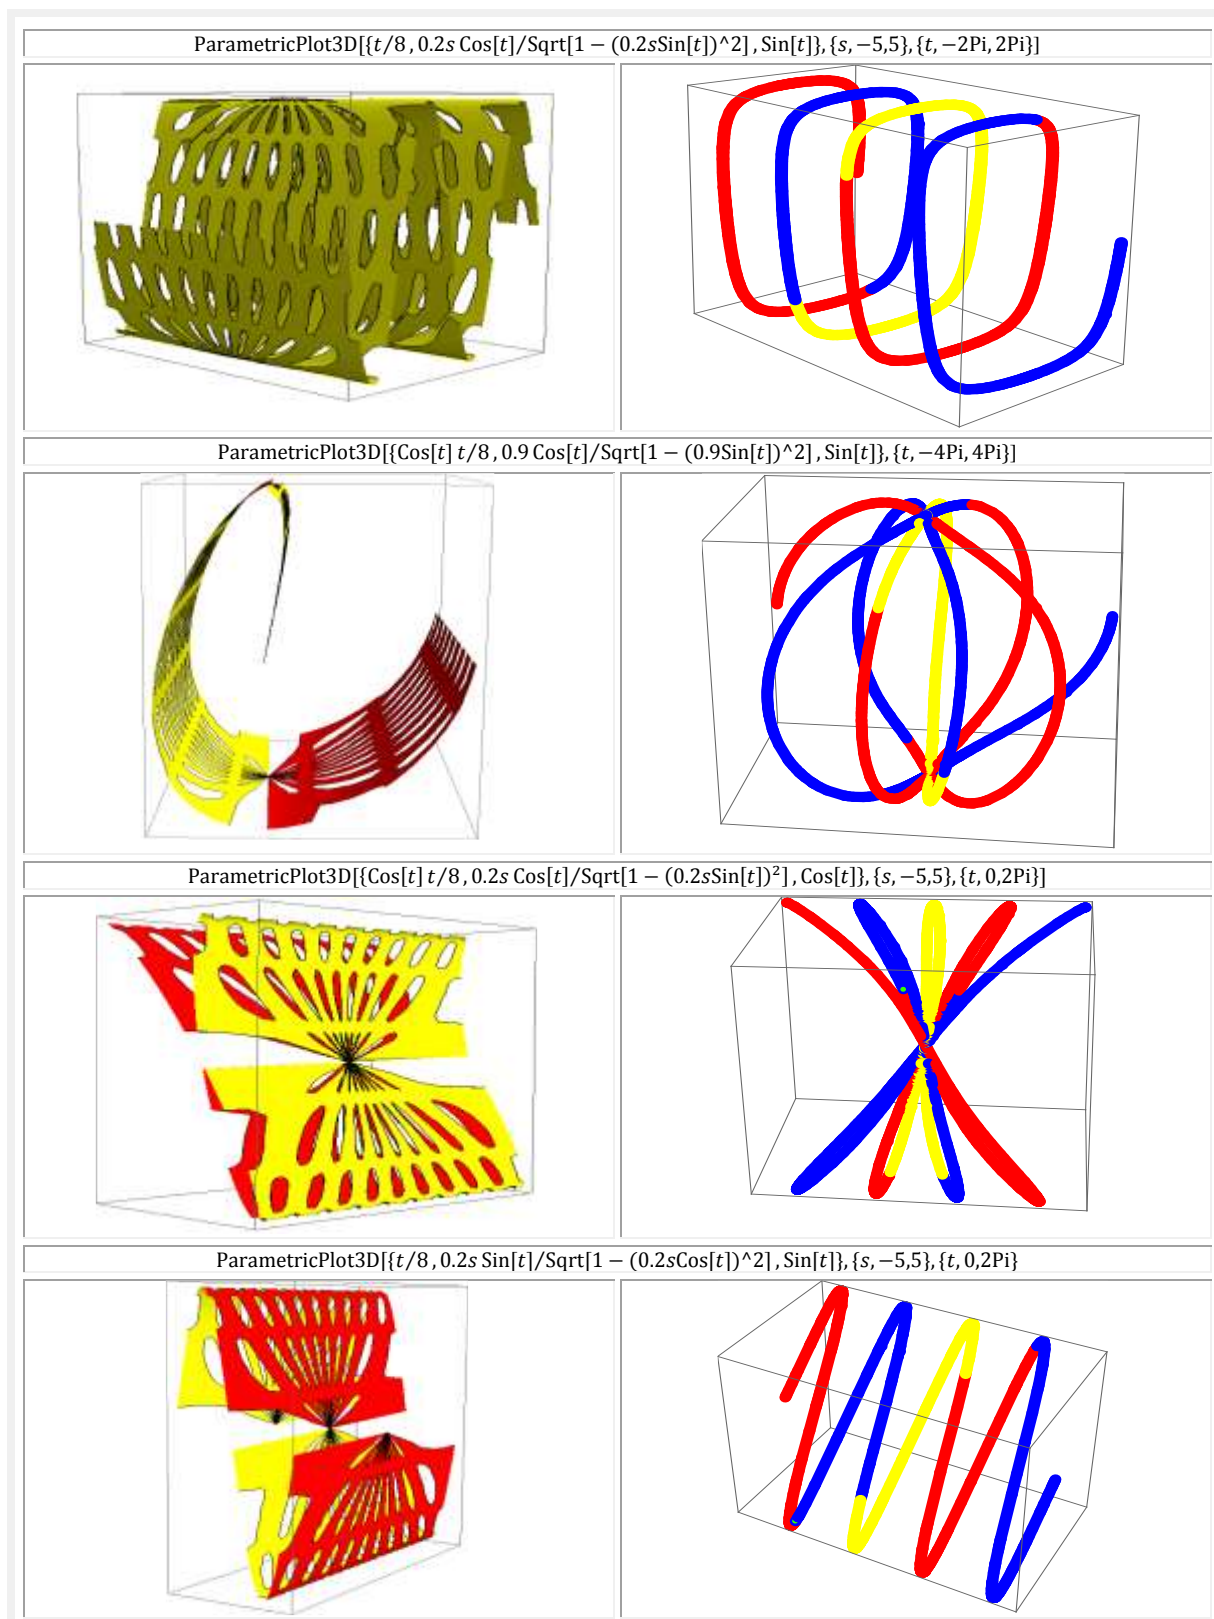 ParametricPlot3D[{t/8 , 0.2s Cos[t]/Sqrt[1 − (0.2sSin[t])^2] , Sin[t]}, {s, −5,5}, {t, −2Pi, 2Pi}]
ParametricPlot3D[{Cos[t] t/8 , 0.9 Cos[t]/Sqrt[1 − (0.9Sin[t])^2] , Sin[t]}, {t, −4Pi, 4Pi}]
ParametricPlot3D[{Cos[t] t/8 , 0.2s Cos[t]/Sqrt[1 − (0.2sSin[t])²] , Cos[t]}, {s, −5,5}, {t, 0,2Pi}]
ParametricPlot3D[{t/8 , 0.2s Sin[t]/Sqrt[1 − (0.2sCos[t])^2] , Sin[t]}, {s, −5,5}, {t, 0,2Pi}